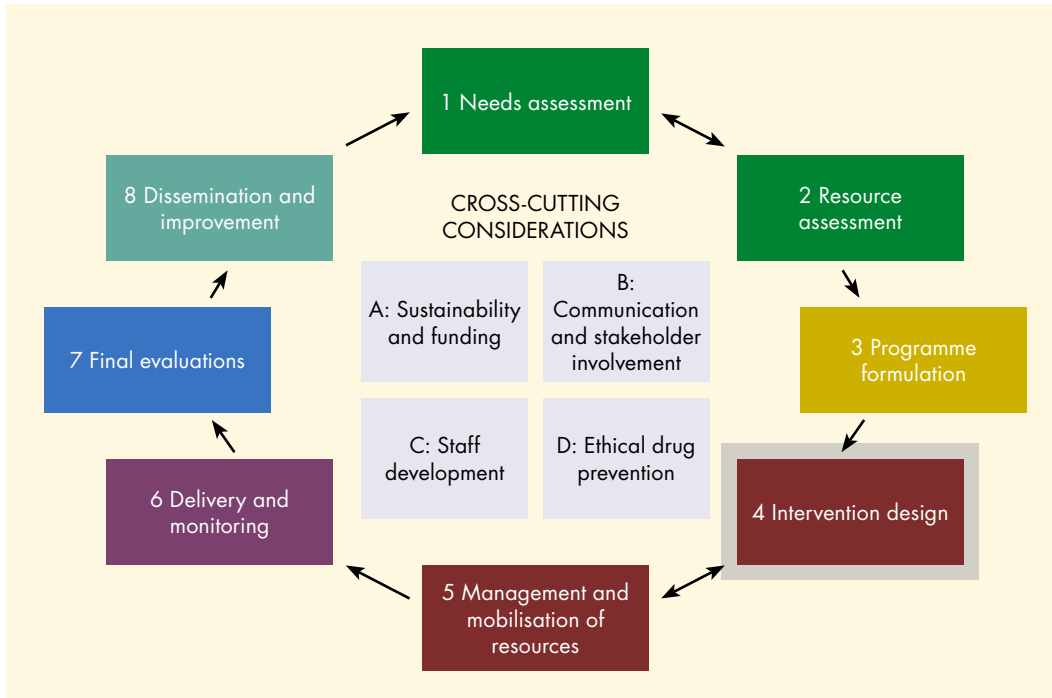 1 Needs assessment
2 Resource
assessment
3 Programme
formulation
4 Intervention design
5 Management and
mobilisation of
resources
6 Delivery and
monitoring
7 Final evaluations
8 Dissemination and
improvement
CROSS-CUTTING
CONSIDERATIONS
A: Sustainability
and funding
B:
Communication
and stakeholder
involvement
C: Staff
development
D: Ethical drug
prevention